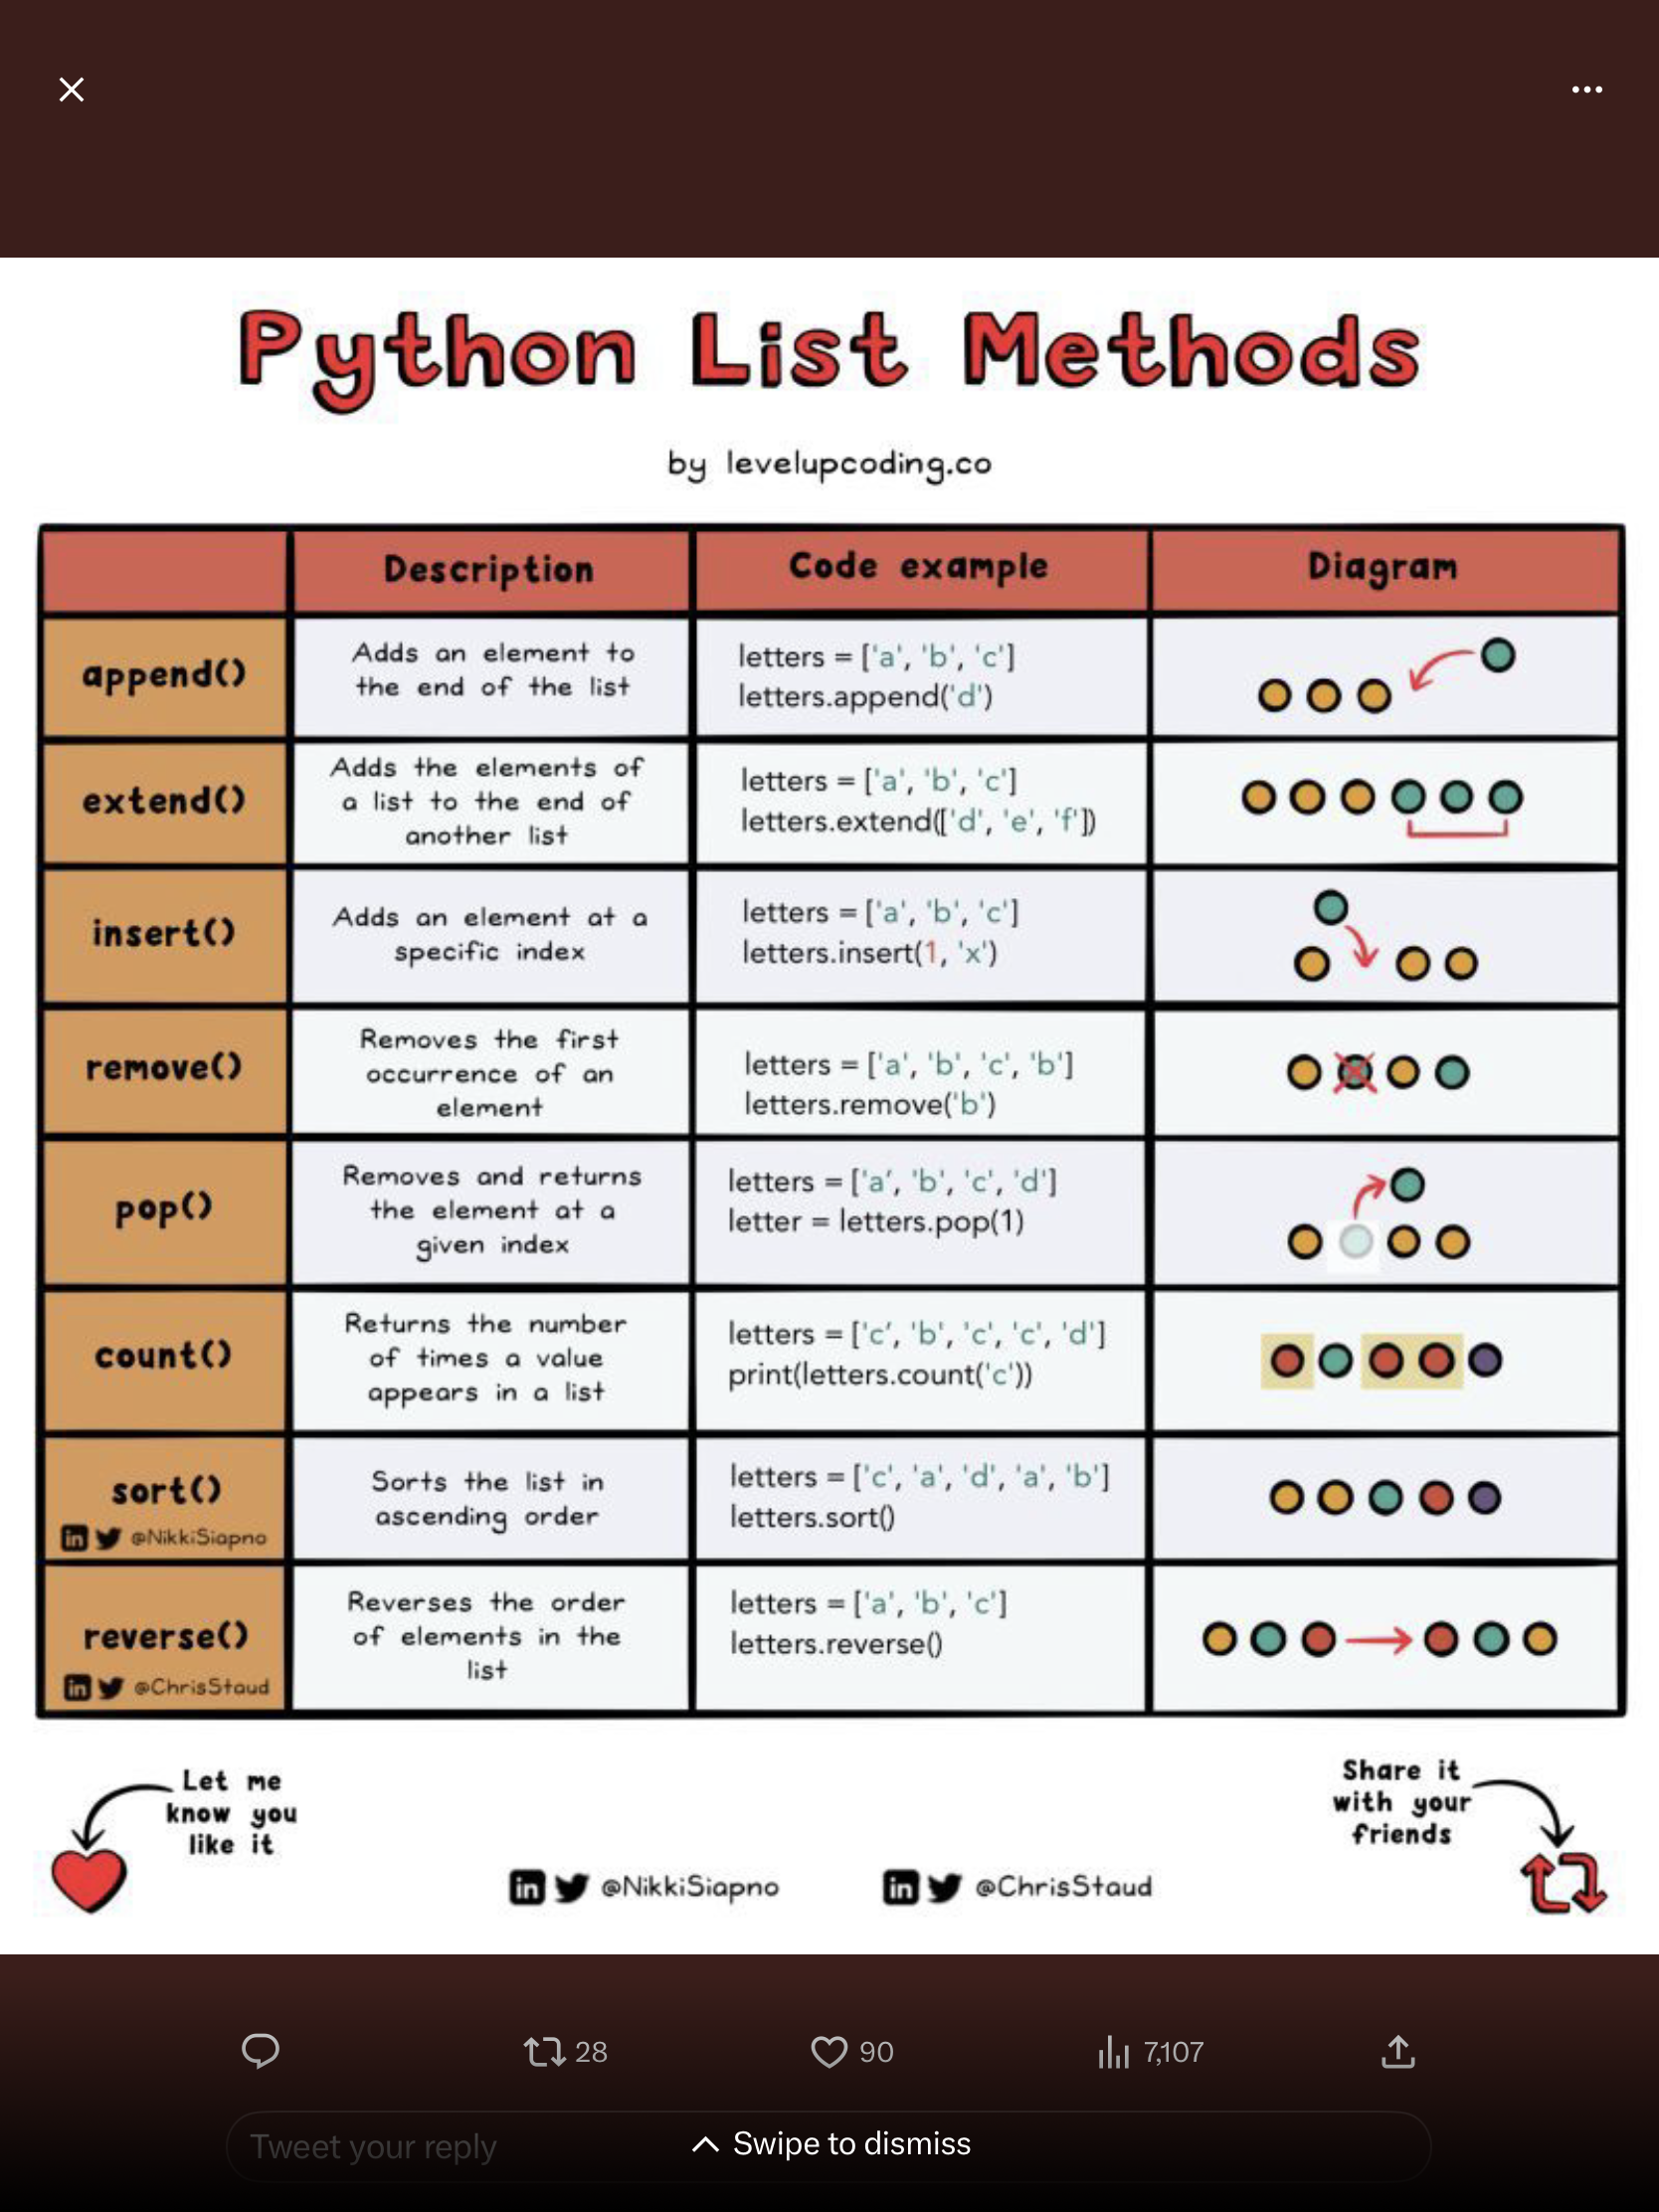 Python List Methods
by levelupcoding.co
Description
Code example
Diagram
append()
Adds an element to
the end of the list
letters = ['a', 'b', 'c']
letters.append('d')
extend()
Adds the elements of
a list to the end of
another list
letters = ['a', 'b', 'c']
letters.extend(['d', 'e', 'f'])
insert()
Adds an element at a
specific index
letters = ['a', 'b', 'c']
letters.insert(1, 'x')
remove()
Removes the first
occurrence of an
element
letters = ['a', 'b', 'c', 'b']
letters.remove('b')
pop()
Removes and returns
the element at a
given index
letters = ['a’, 'b', 'c', 'd']
letter = letters.pop(1)
count()
Returns the number
of times a value
appears in a list
letters = ['c’, 'b', 'c', 'c', 'd']
print(letters.count('c'))
sort()
in @NikkiSiapno
Sorts the list in
ascending order
letters = ['c', 'a', 'd', 'a', 'b']
letters.sort()
reverse()
in @ChrisStaud
Reverses the order
of elements in the
list
letters = ['a', 'b', 'c']
letters.reverse()
Let me
know you
like it
Share it
with your
friends
in @NikkiSiapno
in @ChrisStaud
28
90
7,107
Tweet your reply
Swipe to dismiss